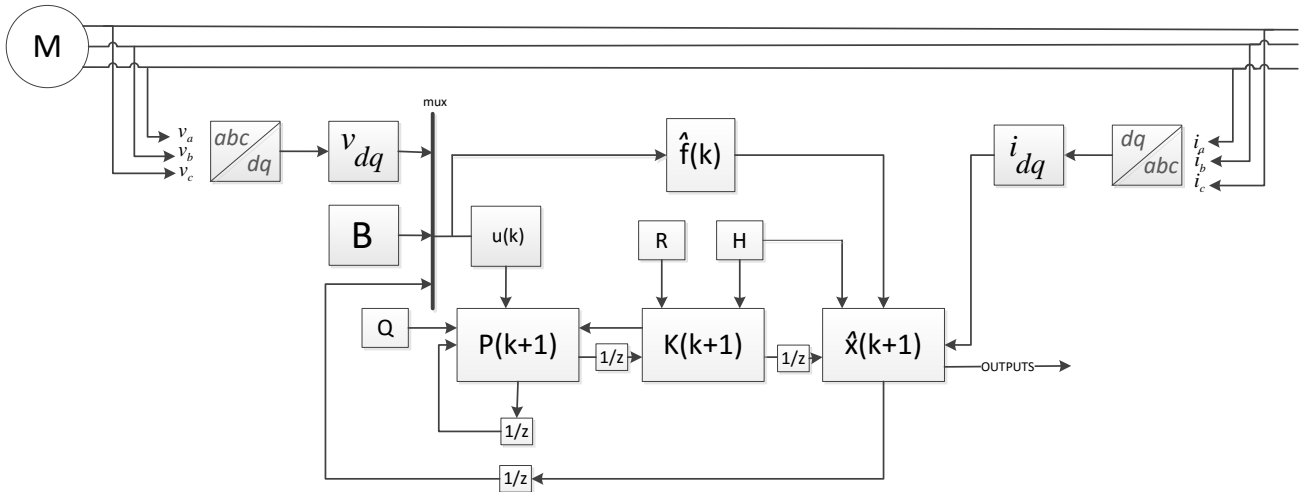 M
mux
v_a
v_b
v_c
abc
dq
v_dq
f̂(k)
i_dq
dq
abc
i_a
i_b
i_c
B
u(k)
R
H
Q
P(k+1)
1/z
K(k+1)
1/z
x̂(k+1)
OUTPUTS
1/z
1/z